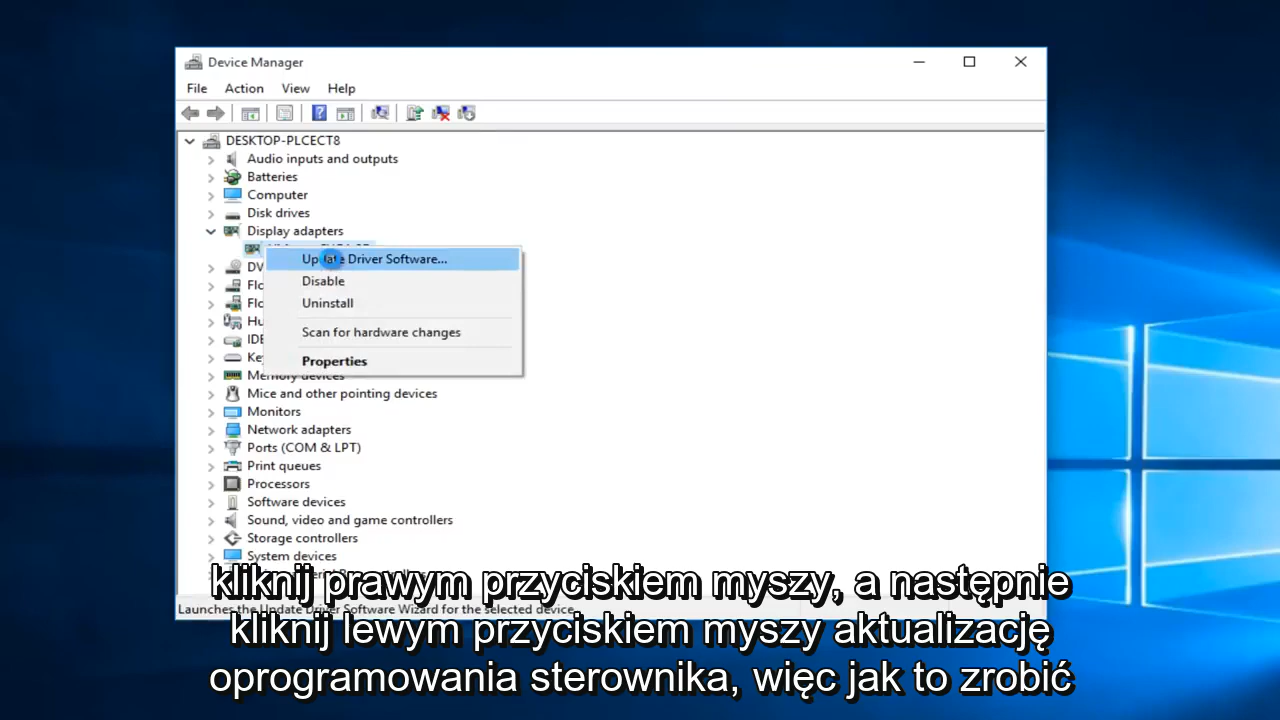 Device Manager
File Action View Help
DESKTOP-PLCECT8
Audio inputs and outputs
Batteries
Computer
Disk drives
Display adapters
Update Driver Software...
Disable
Uninstall
Scan for hardware changes
Properties
Memory devices
Mice and other pointing devices
Monitors
Network adapters
Ports (COM & LPT)
Print queues
Processors
Software devices
Sound, video and game controllers
Storage controllers
System devices
kliknij prawym przyciskiem myszy, a następnie
Launches the Update Driver Software Wizard for the selected device.
kliknij lewym przyciskiem myszy aktualizację
oprogramowania sterownika, więc jak to zrobić